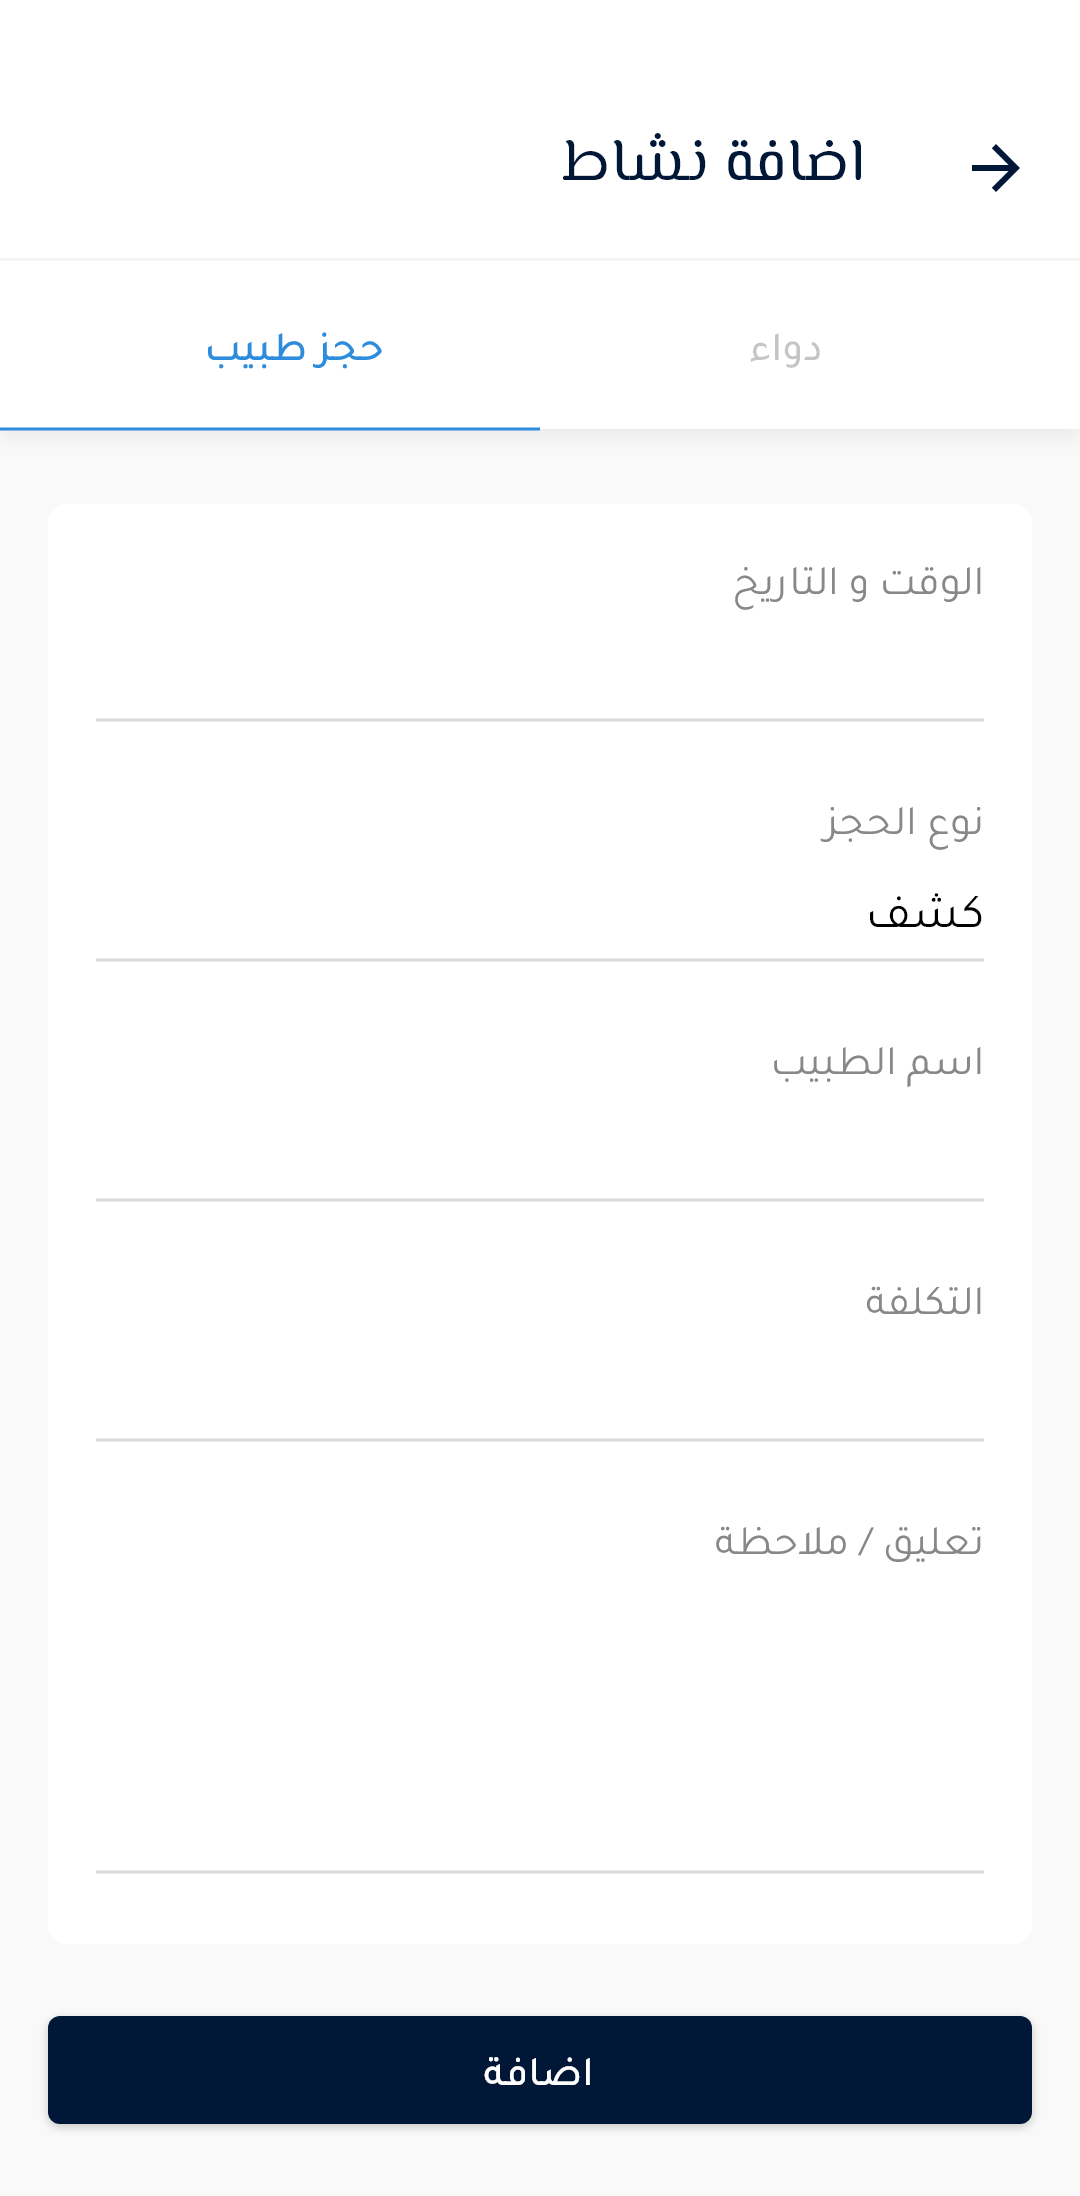 اضافة نشاط
دواء
حجز طبيب
الوقت و التاريخ
نوع الحجز
كشف
اسم الطبيب
التكلفة
تعليق / ملاحظة
اضافة